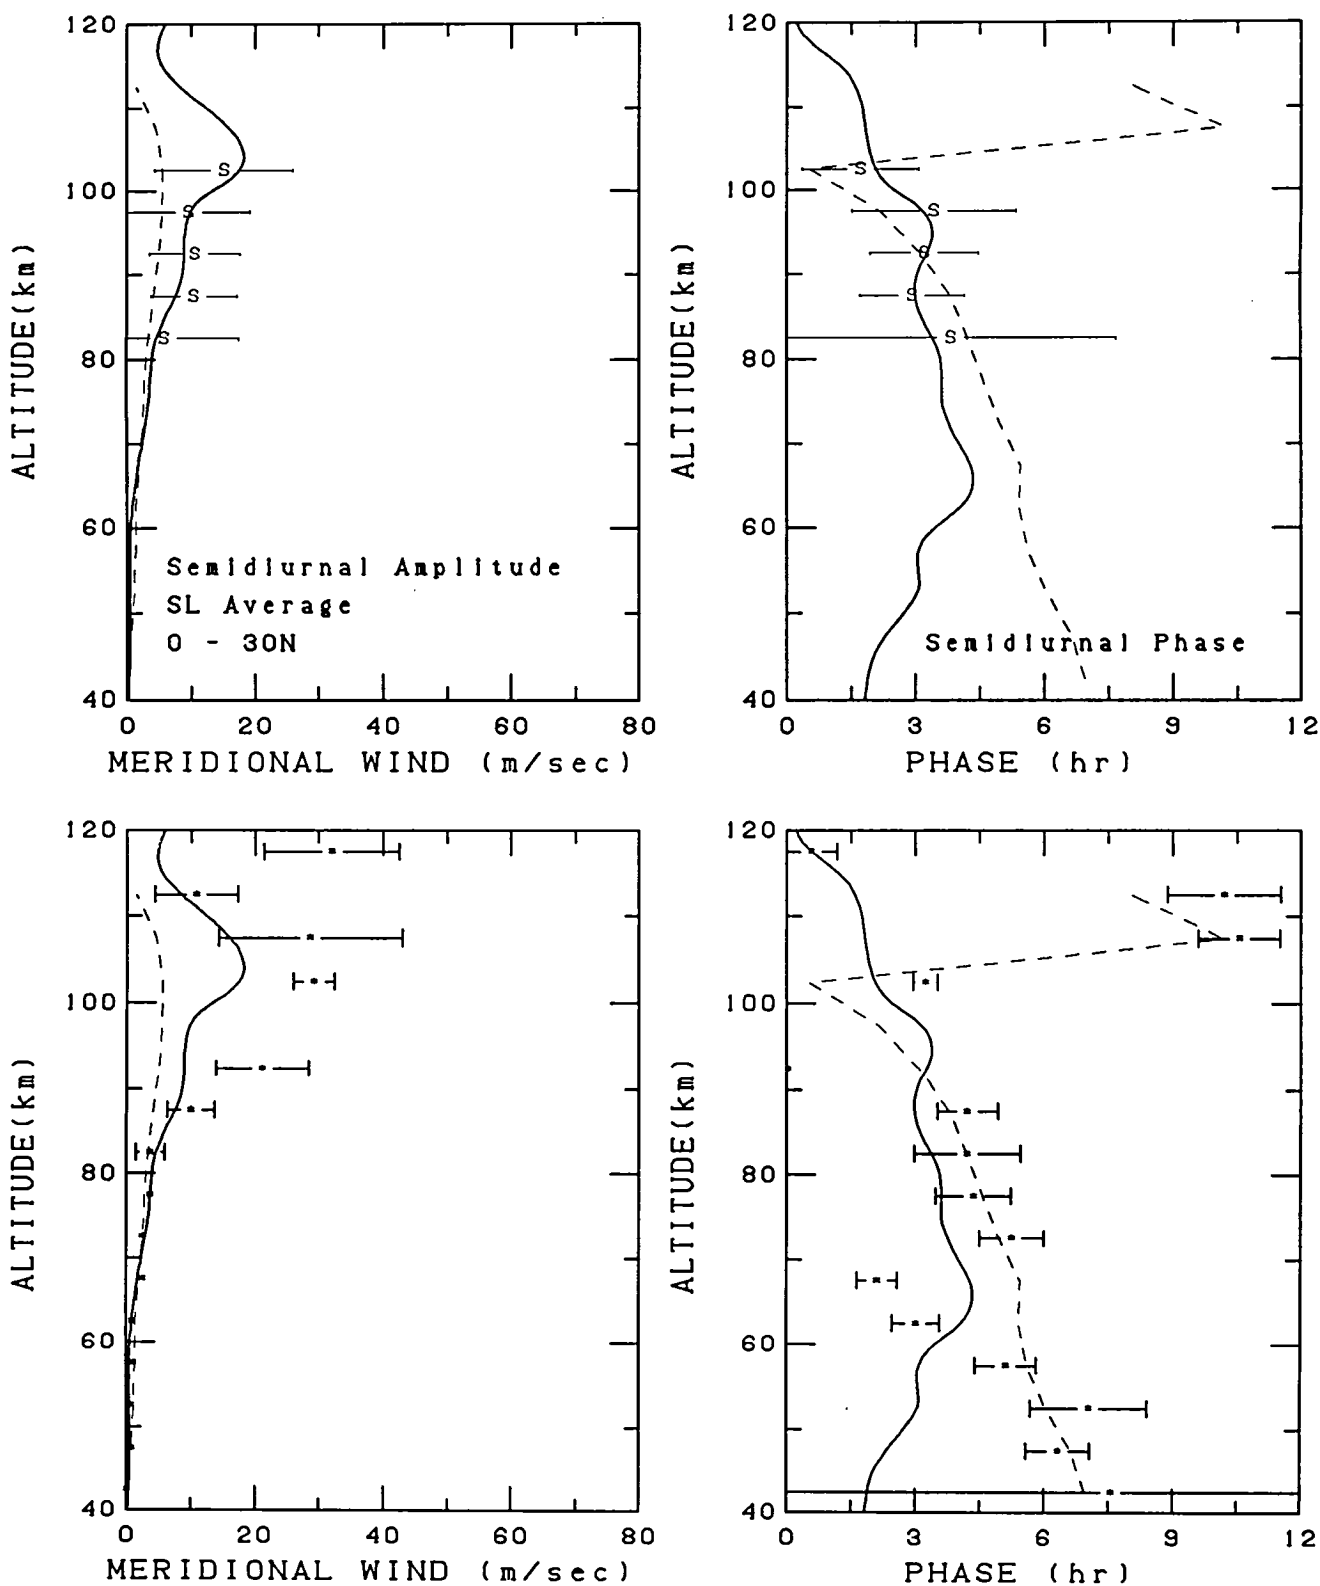 120
100
80
60
40
ALTITUDE(km)
S
S
S
S
S
Semidiurnal Amplitude
SL Average
0 - 30N
0 20 40 60 80
MERIDIONAL WIND (m/sec)
120
100
80
60
40
ALTITUDE(km)
S
S
S
S
S
Semidiurnal Phase
0 3 6 9 12
PHASE (hr)
120
100
80
60
40
ALTITUDE(km)
0 20 40 60 80
MERIDIONAL WIND (m/sec)
120
100
80
60
40
ALTITUDE(km)
0 3 6 9 12
PHASE (hr)